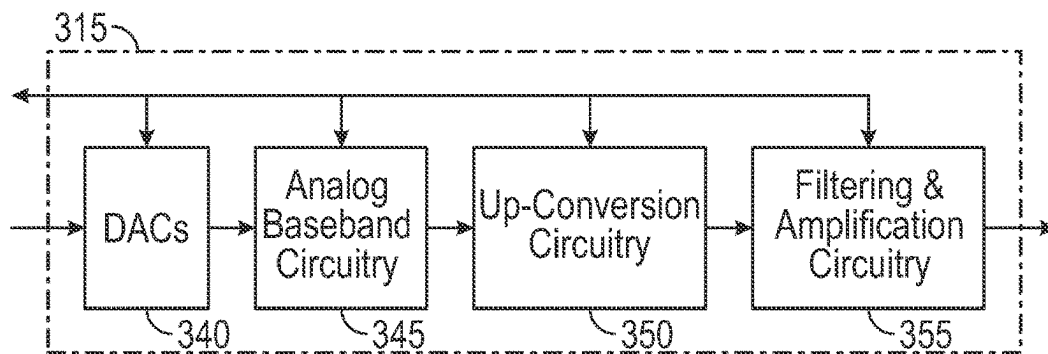 315
DACs
Analog
Baseband
Circuitry
Up-Conversion
Circuitry
Filtering &
Amplification
Circuitry
340
345
350
355